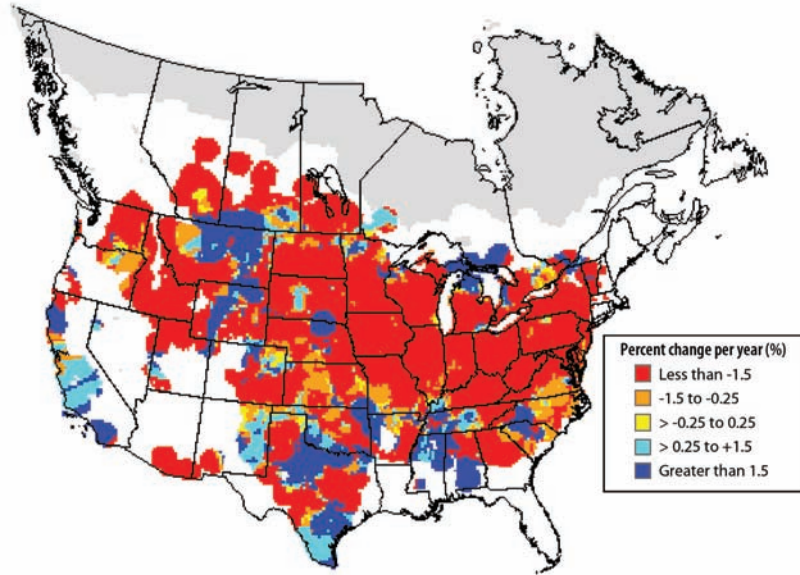 Percent change per year (%)
Less than -1.5
-1.5 to -0.25
> -0.25 to 0.25
> 0.25 to +1.5
Greater than 1.5